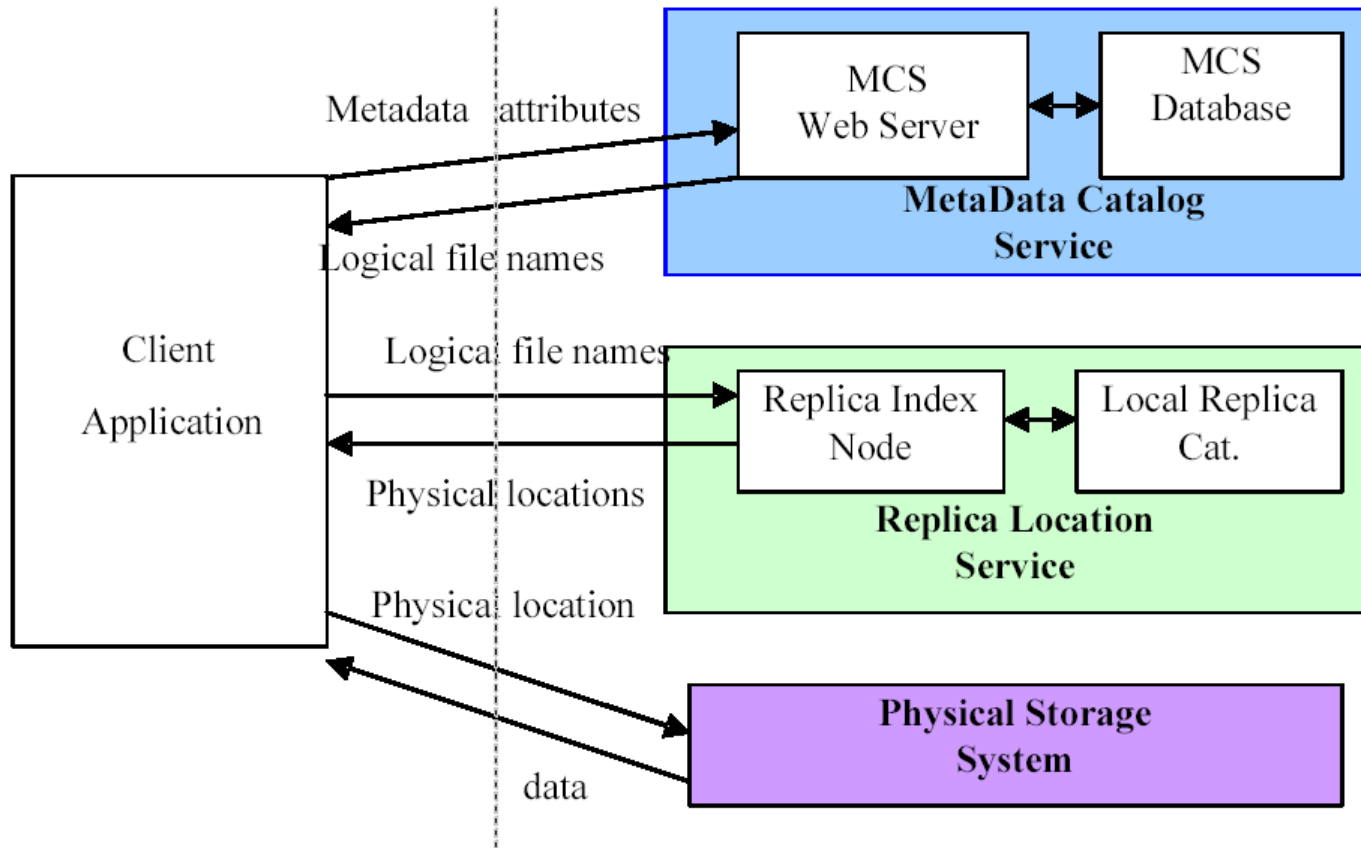 MCS
Web Server
MCS
Database
MetaData Catalog
Service
Metadata attributes
Logical file names
Client
Application
Logical file names
Physical locations
Replica Index
Node
Local Replica
Cat.
Replica Location
Service
Physical location
data
Physical Storage
System